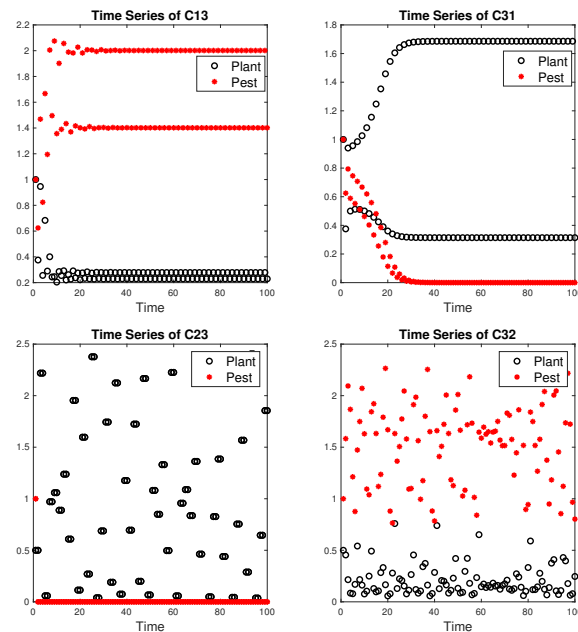 Time Series of C13
2.2
2
1.8
1.6
1.4
1.2
1
0.8
0.6
0.4
0.2
0 20 40 60 80 100
Time
Plant
Pest
Time Series of C31
1.8
1.6
1.4
1.2
1
0.8
0.6
0.4
0.2
0
0 20 40 60 80 100
Time
Plant
Pest
Time Series of C23
2.5
2
1.5
1
0.5
0
0 20 40 60 80 100
Time
Plant
Pest
Time Series of C32
2.5
2
1.5
1
0.5
0
0 20 40 60 80 100
Time
Plant
Pest